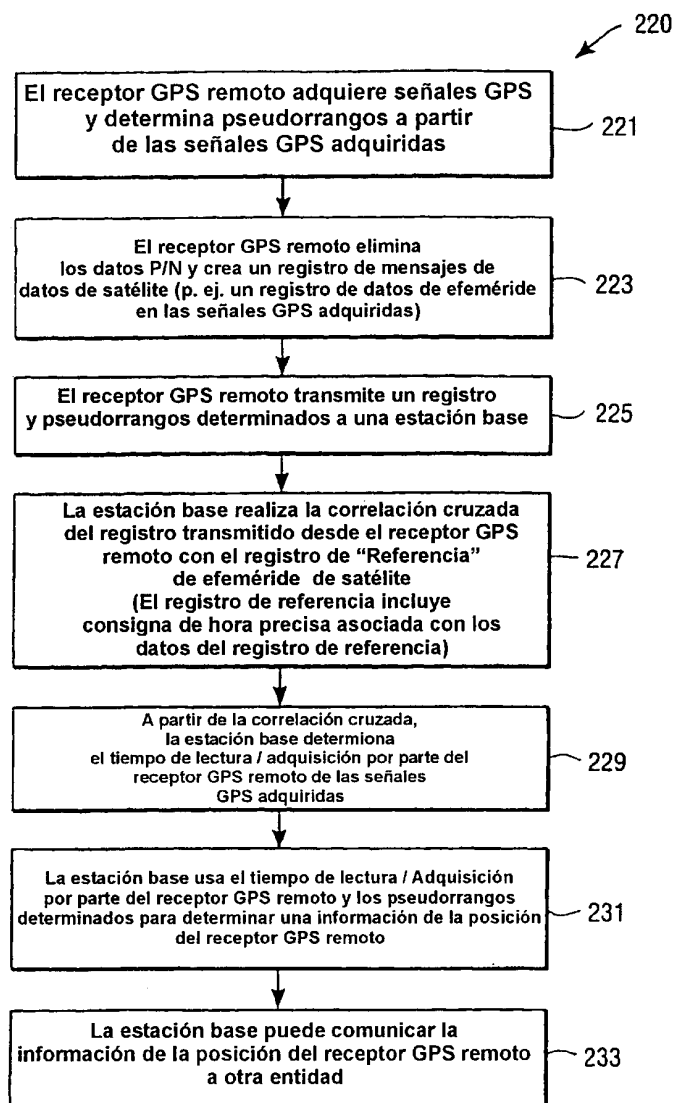 220
El receptor GPS remoto adquiere señales GPS
y determina pseudorrangos a partir
de las señales GPS adquiridas
221
El receptor GPS remoto elimina
los datos P/N y crea un registro de mensajes de
datos de satélite (p. ej. un registro de datos de efeméride
en las señales GPS adquiridas)
223
El receptor GPS remoto transmite un registro
y pseudorrangos determinados a una estación base
225
La estación base realiza la correlación cruzada
del registro transmitido desde el receptor GPS
remoto con el registro de “Referencia”
de efeméride de satélite
(El registro de referencia incluye
consigna de hora precisa asociada con los
datos del registro de referencia)
227
A partir de la correlación cruzada,
la estación base determiona
el tiempo de lectura / adquisición por parte del
receptor GPS remoto de las señales
GPS adquiridas
229
La estación base usa el tiempo de lectura / Adquisición
por parte del receptor GPS remoto y los pseudorrangos
determinados para determinar una información de la posición
del receptor GPS remoto
231
La estación base puede comunicar la
información de la posición del receptor GPS remoto
a otra entidad
233